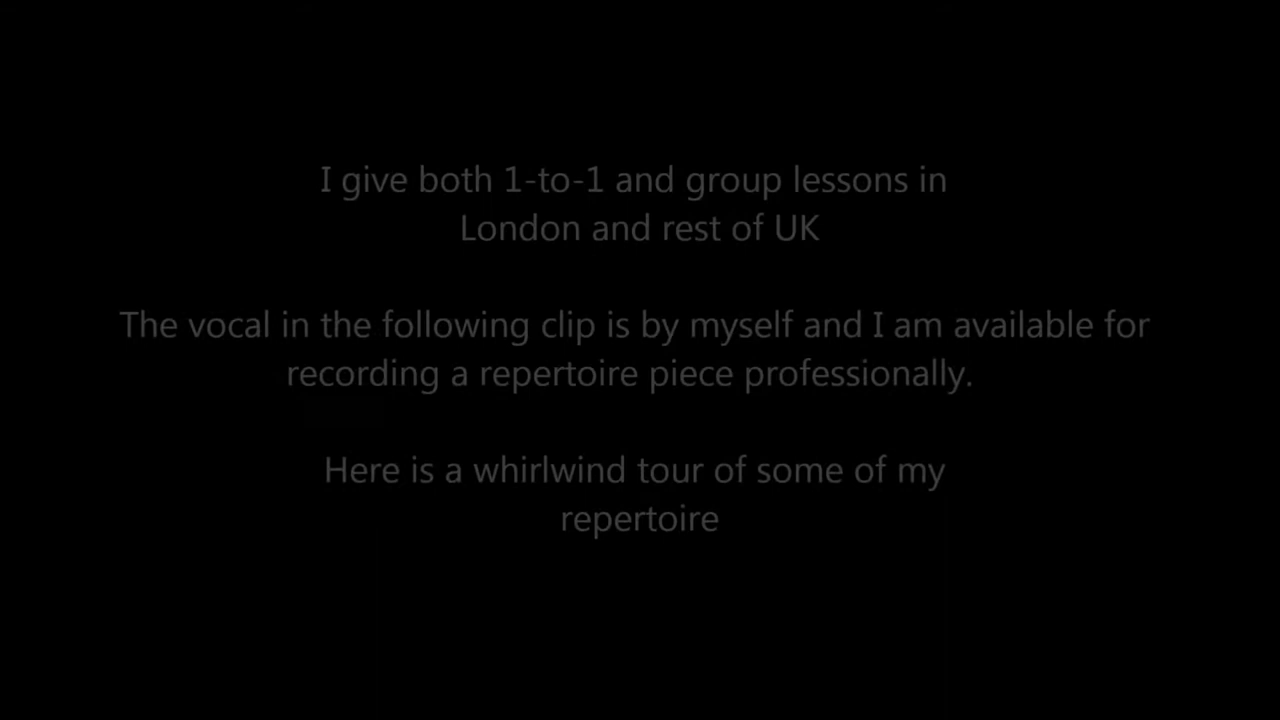 I give both 1-to-1 and group lessons in
London and rest of UK
The vocal in the following clip is by myself and I am available for
recording a repertoire piece professionally.
Here is a whirlwind tour of some of my
repertoire